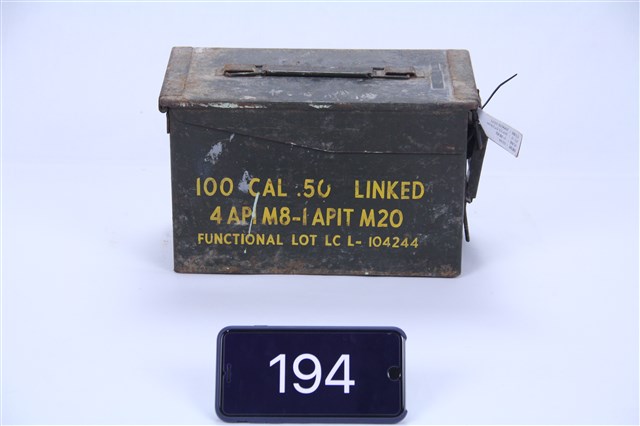 100 CAL .50 LINKED
4 API M8-1 APIT M20
FUNCTIONAL LOT LC L- 104244
194